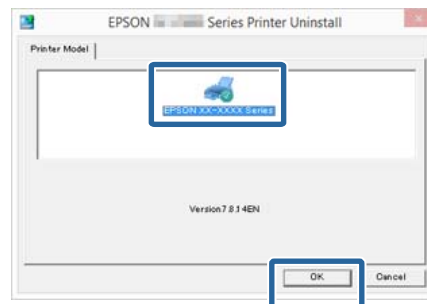 EPSON Series Printer Uninstall
Printer Model
EPSON XX-XXXX Series
Version7.8.14EN
OK
Cancel